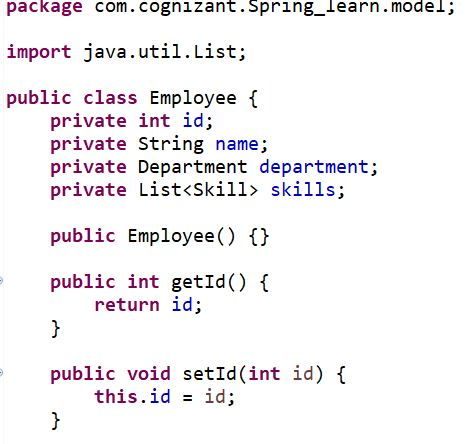 package com.cognizant.Spring_learn.model;
import java.util.List;
public class Employee {
private int id;
private String name;
private Department department;
private List<Skill> skills;
public Employee() {}
public int getId() {
return id;
}
public void setId(int id) {
this.id = id;
}